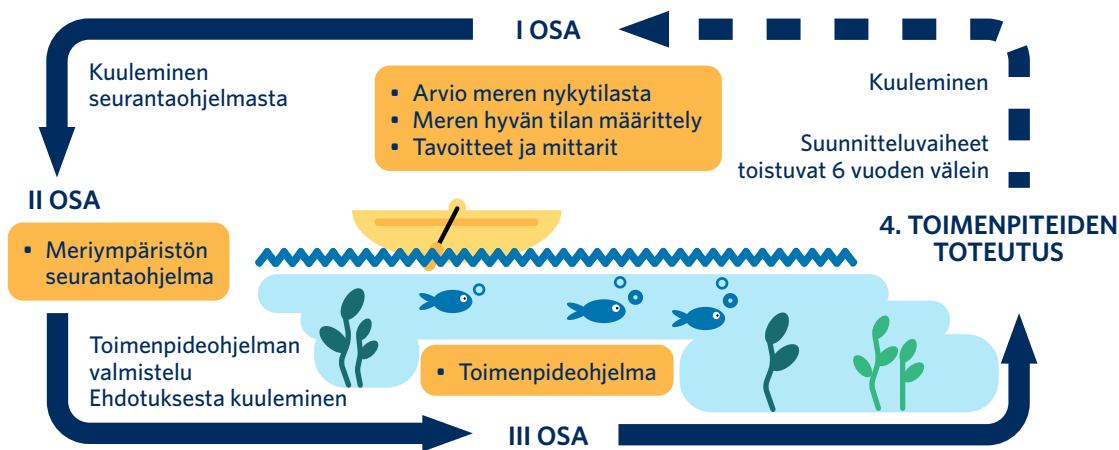 I OSA
Kuuleminen
seurantaohjelmasta
• Arvio meren nykytilasta
• Meren hyvän tilan määrittely
• Tavoitteet ja mittarit
Kuuleminen
Suunnitteluvaiheet
toistuvat 6 vuoden välein
II OSA
• Meriympäristön
seurantaohjelma
4. TOIMENPITEIDEN
TOTEUTUS
Toimenpideohjelman
valmistelu
Ehdotuksesta kuuleminen
• Toimenpideohjelma
III OSA